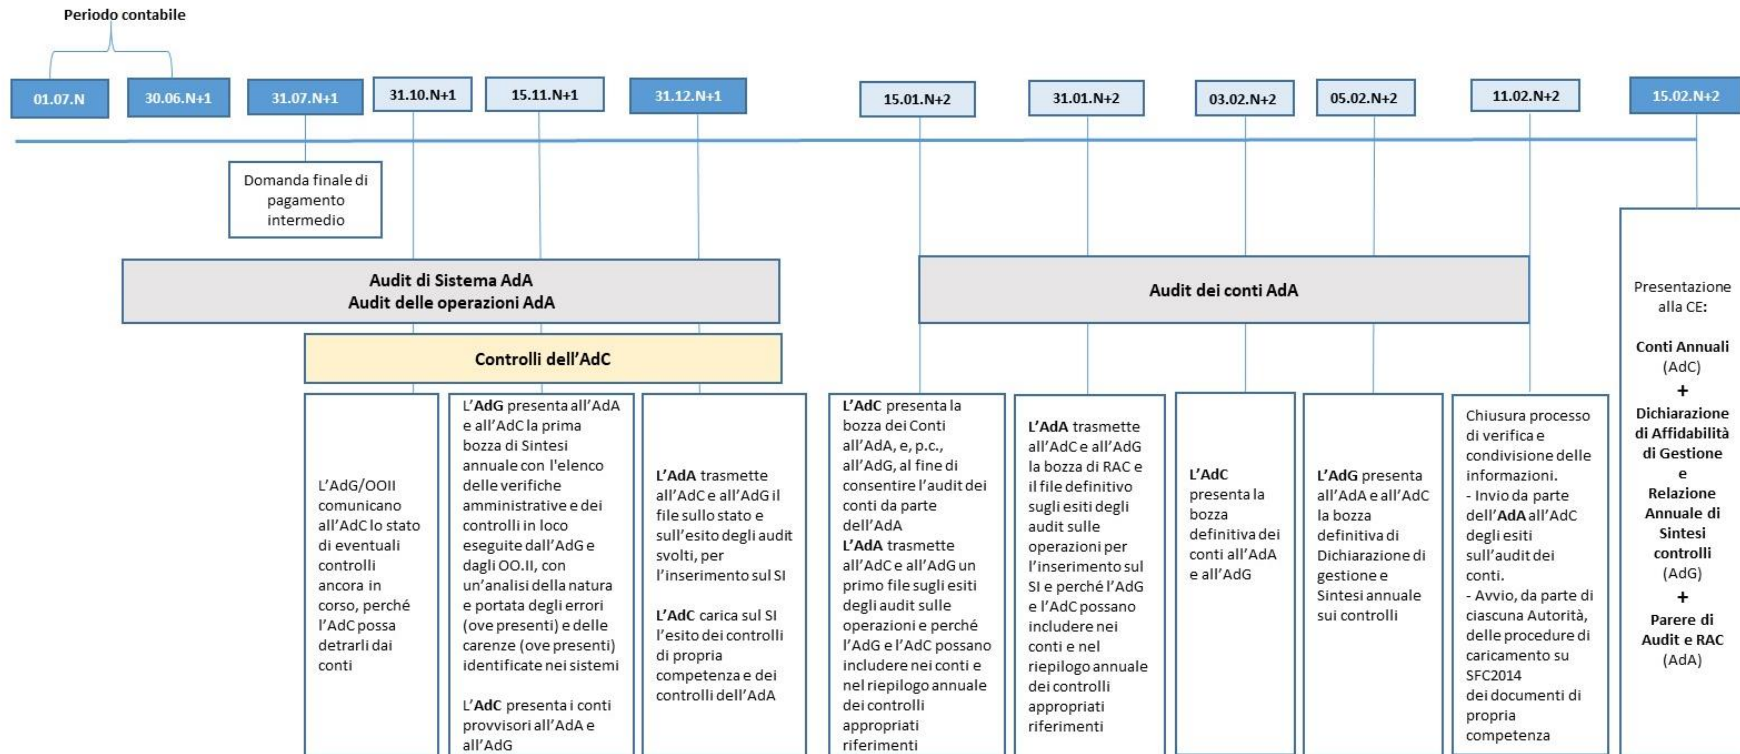 Periodo contabile
01.07.N
30.06.N+1
31.07.N+1
31.10.N+1
15.11.N+1
31.12.N+1
15.01.N+2
31.01.N+2
03.02.N+2
05.02.N+2
11.02.N+2
15.02.N+2
Domanda finale di
pagamento
intermedio
Audit di Sistema AdA
Audit delle operazioni AdA
Audit dei conti AdA
Controlli dell'AdC
L'AdG/OOII
comunicano
all'AdC lo stato
di eventuali
controlli
ancora in
corso, perché
l'AdC possa
detrarli dai
conti
L'AdG presenta all'AdA
e all'AdC la prima
bozza di Sintesi
annuale con l'elenco
delle verifiche
amministrative e dei
controlli in loco
eseguite dall'AdG e
dagli OO.II, con
un'analisi della natura
e portata degli errori
(ove presenti) e delle
carenze (ove presenti)
identificate nei sistemi
L'AdC presenta i conti
provvisori all'AdA e
all'AdG
L'AdA trasmette
all'AdC e all'AdG il
file sullo stato e
sull'esito degli audit
svolti, per
l'inserimento sul SI
L'AdC carica sul SI
l'esito dei controlli
di propria
competenza e dei
controlli dell'AdA
L'AdC presenta la
bozza dei Conti
all'AdA, e, p.c.,
all'AdG, al fine di
consentire l'audit dei
conti da parte
dell'AdA
L'AdA trasmette
all'AdC e all'AdG un
primo file sugli esiti
degli audit sulle
operazioni e perché
l'AdG e l'AdC possano
includere nei conti e
nel riepilogo annuale
dei controlli
appropriati
riferimenti
L'AdA trasmette
all'AdC e all'AdG
la bozza di RAC e
il file definitivo
sugli esiti degli
audit sulle
operazioni per
l'inserimento sul
SI e perché l'AdG
e l'AdC possano
includere nei
conti e nel
riepilogo annuale
dei controlli
appropriati
riferimenti
L'AdC
presenta la
bozza
definitiva dei
conti all'AdA
e all'AdG
L'AdG presenta
all'AdA e all'AdC
la bozza
definitiva di
Dichiarazione di
gestione e
Sintesi annuale
sui controlli
Chiusura processo
di verifica e
condivisione delle
informazioni.
- Invio da parte
dell'AdA all'AdC
degli esiti
sull'audit dei
conti.
- Avvio, da parte di
ciascuna Autorità,
delle procedure di
caricamento su
SFC2014
dei documenti di
propria
competenza
Presentazione
alla CE:
Conti Annuali
(AdC)
+
Dichiarazione
di Affidabilità
di Gestione
e
Relazione
Annuale di
Sintesi
controlli
(AdG)
+
Parere di
Audit e RAC
(AdA)